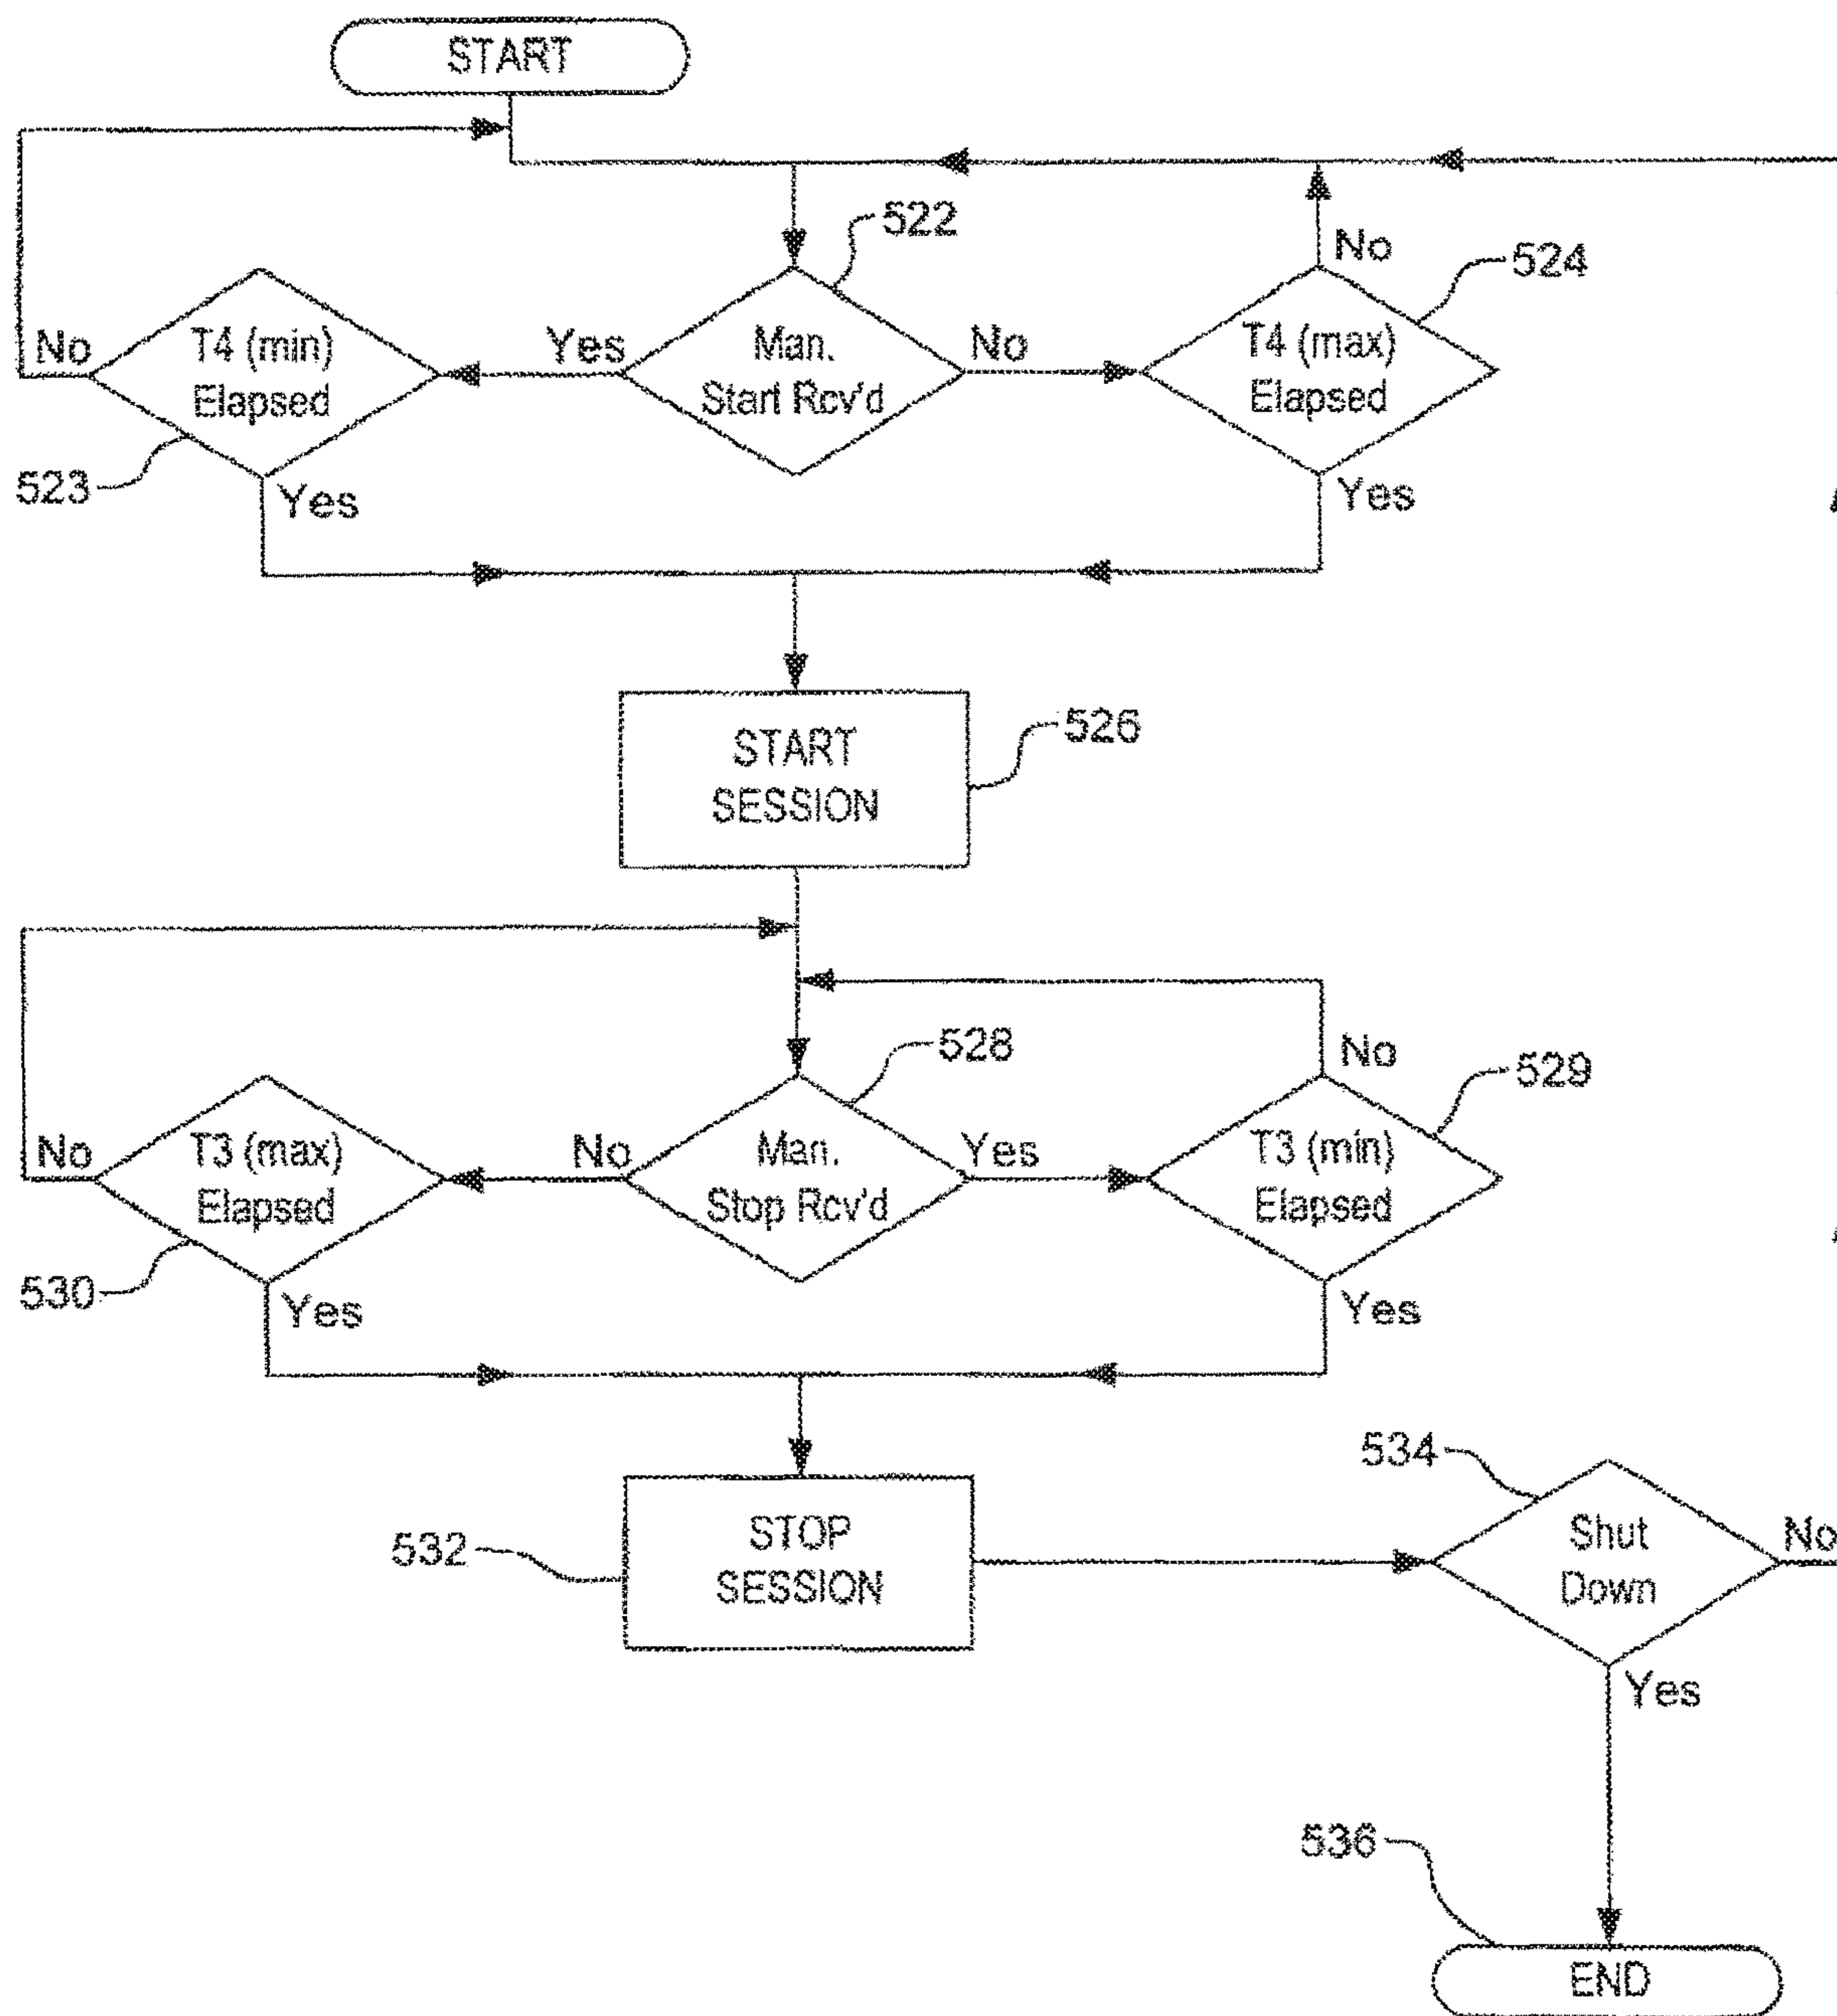 START
522
524
No
No
T4 (min)
Elapsed
Yes
Man.
Start Rcv'd
No
T4 (max)
Elapsed
523
Yes
Yes
START
SESSION
526
528
No
529
No
T3 (max)
Elapsed
No
Man.
Stop Rcv'd
Yes
T3 (min)
Elapsed
530
Yes
Yes
534
532
STOP
SESSION
Shut
Down
No
Yes
536
END